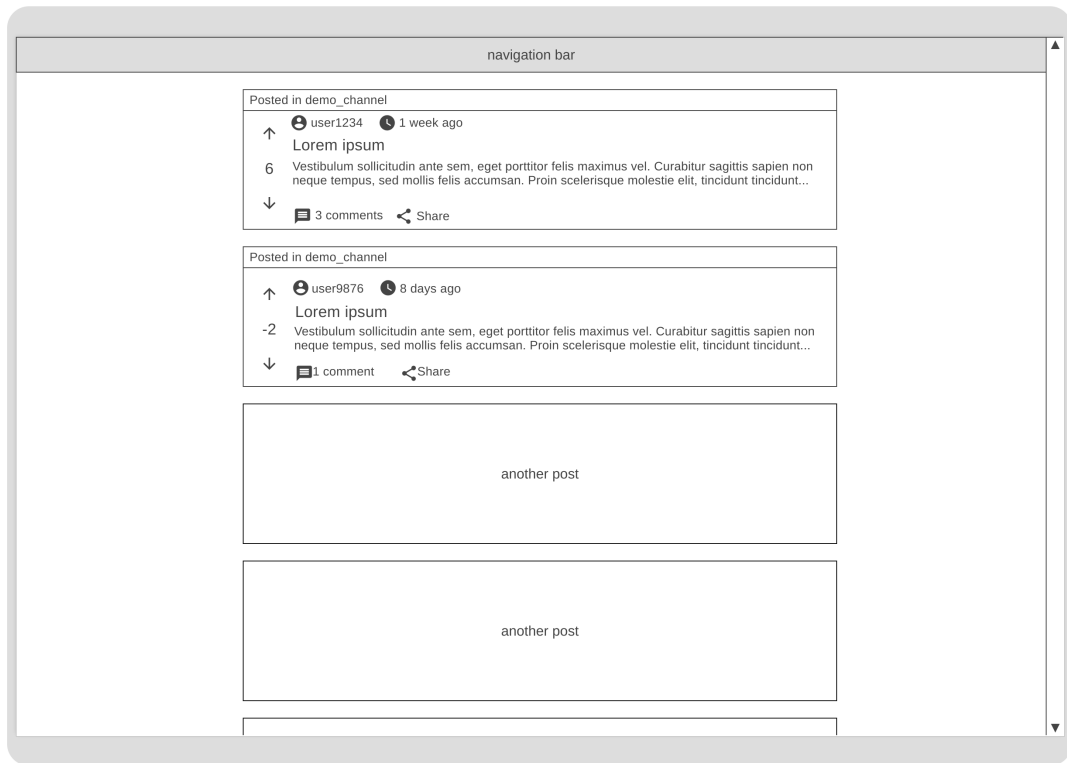 navigation bar
Posted in demo_channel
user1234 1 week ago
Lorem ipsum
6
Vestibulum sollicitudin ante sem, eget porttitor felis maximus vel. Curabitur sagittis sapien non
neque tempus, sed mollis felis accumsan. Proin scelerisque molestie elit, tincidunt tincidunt...
3 comments Share
Posted in demo_channel
user9876 8 days ago
Lorem ipsum
-2
Vestibulum sollicitudin ante sem, eget porttitor felis maximus vel. Curabitur sagittis sapien non
neque tempus, sed mollis felis accumsan. Proin scelerisque molestie elit, tincidunt tincidunt...
1 comment Share
another post
another post